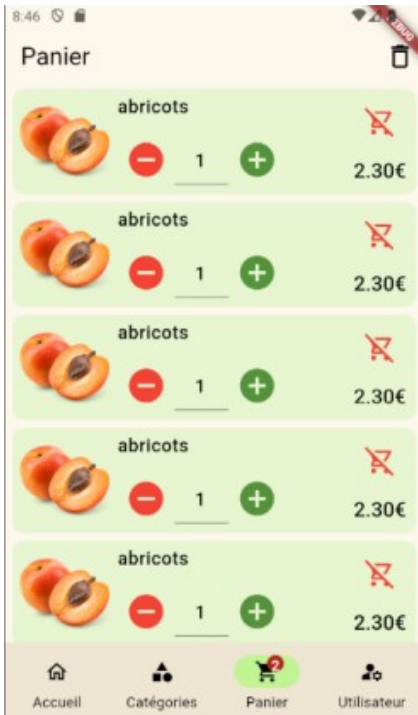 8:46
Panier
abricots
1
2.30€
abricots
1
2.30€
abricots
1
2.30€
abricots
1
2.30€
abricots
1
2.30€
2
Accueil Catégories Panier Utilisateur